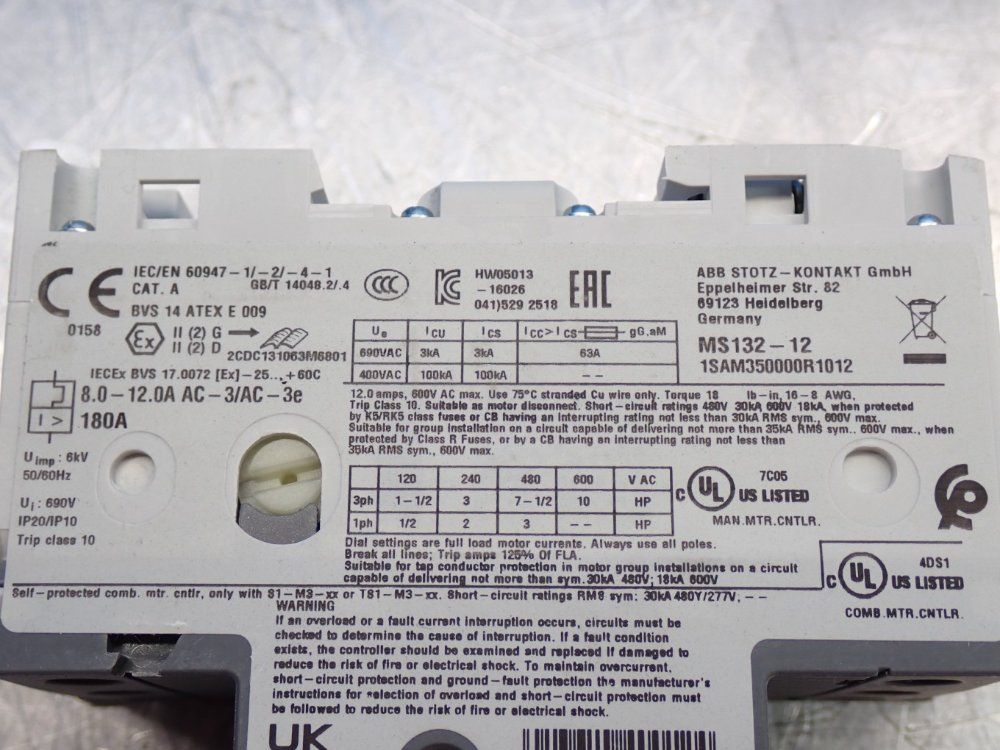 CE
0158
IEC/EN 60947-1/-2/-4-1
CAT. A
GB/T 14048.2/.4
BVS 14 ATEX E 009
Ex
II (2) G
II (2) D
2CDC131063M6801
IECEx BVS 17.0072 [Ex]-25...+60C
8.0-12.0A AC-3/AC-3e
I >
180A
Uimp : 6kV
50/60Hz
Ui : 690V
IP20/IP10
Trip class 10
CCC
HW05013
-16026
041)529 2518
EAC
ABB STOTZ-KONTAKT GmbH
Eppelheimer Str. 82
69123 Heidelberg
Germany
MS132-12
1SAM350000R1012
Ue ICU ICS ICC>ICS gG,aM
690VAC 3kA 3kA 63A
400VAC 100kA 100kA --
12.0 amps, 600V AC max. Use 75°C stranded Cu wire only. Torque 18 lb-in, 16-8 AWG,
Trip Class 10. Suitable as motor disconnect. Short-circuit ratings 480V 30kA 600V 18kA, when protected
by K5/RK5 class fuses or CB having an interrupting rating not less than 30kA RMS sym., 600V max.
Suitable for group installation on a circuit capable of delivering not more than 35kA RMS sym., 600V max., when
protected by Class R Fuses, or by a CB having an interrupting rating not less than
35kA RMS sym., 600V max.
120 240 480 600 V AC
3ph 1-1/2 3 7-1/2 10 HP
1ph 1/2 2 3 -- HP
7C05
C UL US LISTED
MAN.MTR.CNTLR.
Dial settings are full load motor currents. Always use all poles.
Break all lines; Trip amps 125% Of FLA.
Suitable for tap conductor protection in motor group installations on a circuit
capable of delivering not more than sym. 30kA 480V; 18kA 600V
4DS1
C UL US LISTED
COMB.MTR.CNTLR.
Self-protected comb. mtr. cntlr, only with S1-M3-xx or TS1-M3-xx. Short-circuit ratings RMS sym: 30kA 480Y/277V; --
WARNING
If an overload or a fault current interruption occurs, circuits must be
checked to determine the cause of interruption. If a fault condition
exists, the controller should be examined and replaced if damaged to
reduce the risk of fire or electrical shock. To maintain overcurrent,
short-circuit protection and ground-fault protection the manufacturer's
instructions for selection of overload and short-circuit protection must
be followed to reduce the risk of fire or electrical shock.
UK